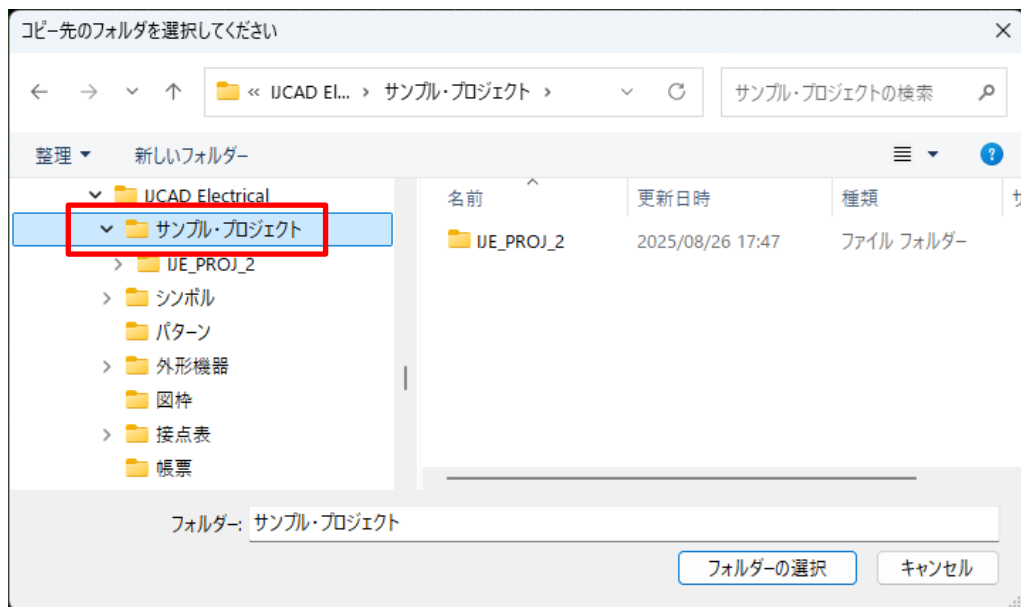 コピー先のフォルダを選択してください
« IJCAD El... › サンプル・プロジェクト ›
サンプル・プロジェクトの検索
整理 新しいフォルダー
IJCAD Electrical
サンプル・プロジェクト
IJE_PROJ_2
シンボル
パターン
外形機器
図枠
接点表
帳票
名前 更新日時 種類 サ
IJE_PROJ_2 2025/08/26 17:47 ファイル フォルダー
フォルダー: サンプル・プロジェクト
フォルダーの選択 キャンセル